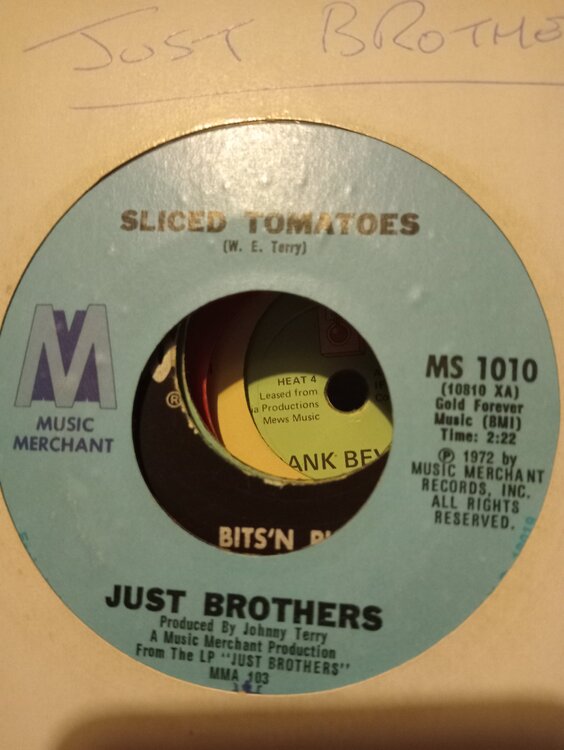 JUST BROTHE
SLICED TOMATOES
(W. E. Terry)
M
MUSIC
MERCHANT
MS 1010
(10810 XA)
Gold Forever
Music (BMI)
Time: 2:22
℗ 1972 by
MUSIC MERCHANT
RECORDS, INC.
ALL RIGHTS
RESERVED.
®
HEAT 4
Leased from
a Productions
Mews Music
ANK BEV
BITS'N
JUST BROTHERS
Produced By Johnny Terry
A Music Merchant Production
From The LP "JUST BROTHERS"
MMA 103